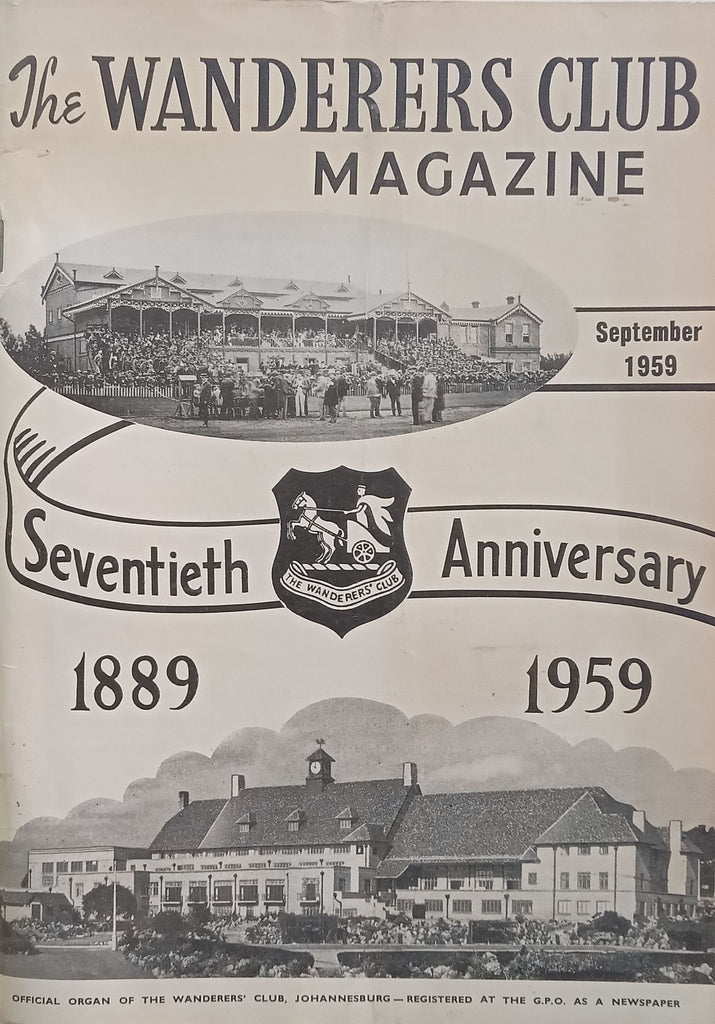 The WANDERERS CLUB
MAGAZINE
September
1959
Seventieth Anniversary
THE WANDERERS' CLUB
1889 1959
OFFICIAL ORGAN OF THE WANDERERS' CLUB, JOHANNESBURG — REGISTERED AT THE G.P.O. AS A NEWSPAPER